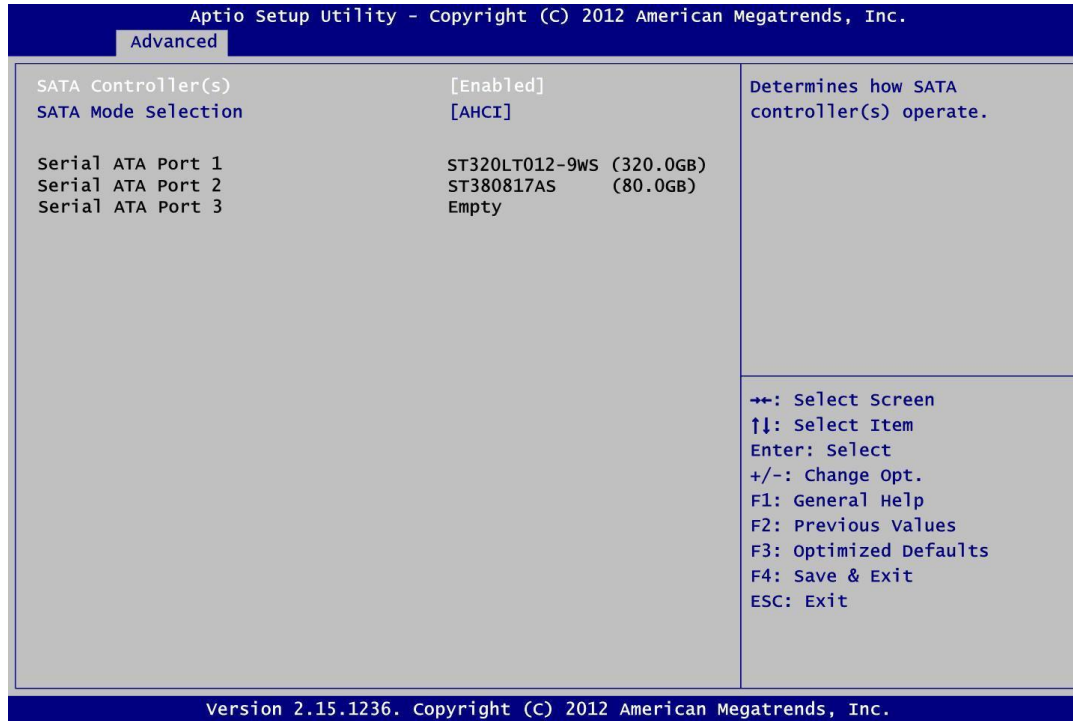 Aptio Setup Utility - Copyright (C) 2012 American Megatrends, Inc.
Advanced
SATA Controller(s) [Enabled]
SATA Mode Selection [AHCI]
Serial ATA Port 1 ST320LT012-9WS (320.0GB)
Serial ATA Port 2 ST380817AS (80.0GB)
Serial ATA Port 3 Empty
Determines how SATA
controller(s) operate.
→←: Select Screen
↑↓: Select Item
Enter: Select
+/-: Change Opt.
F1: General Help
F2: Previous Values
F3: Optimized Defaults
F4: Save & Exit
ESC: Exit
Version 2.15.1236. Copyright (C) 2012 American Megatrends, Inc.